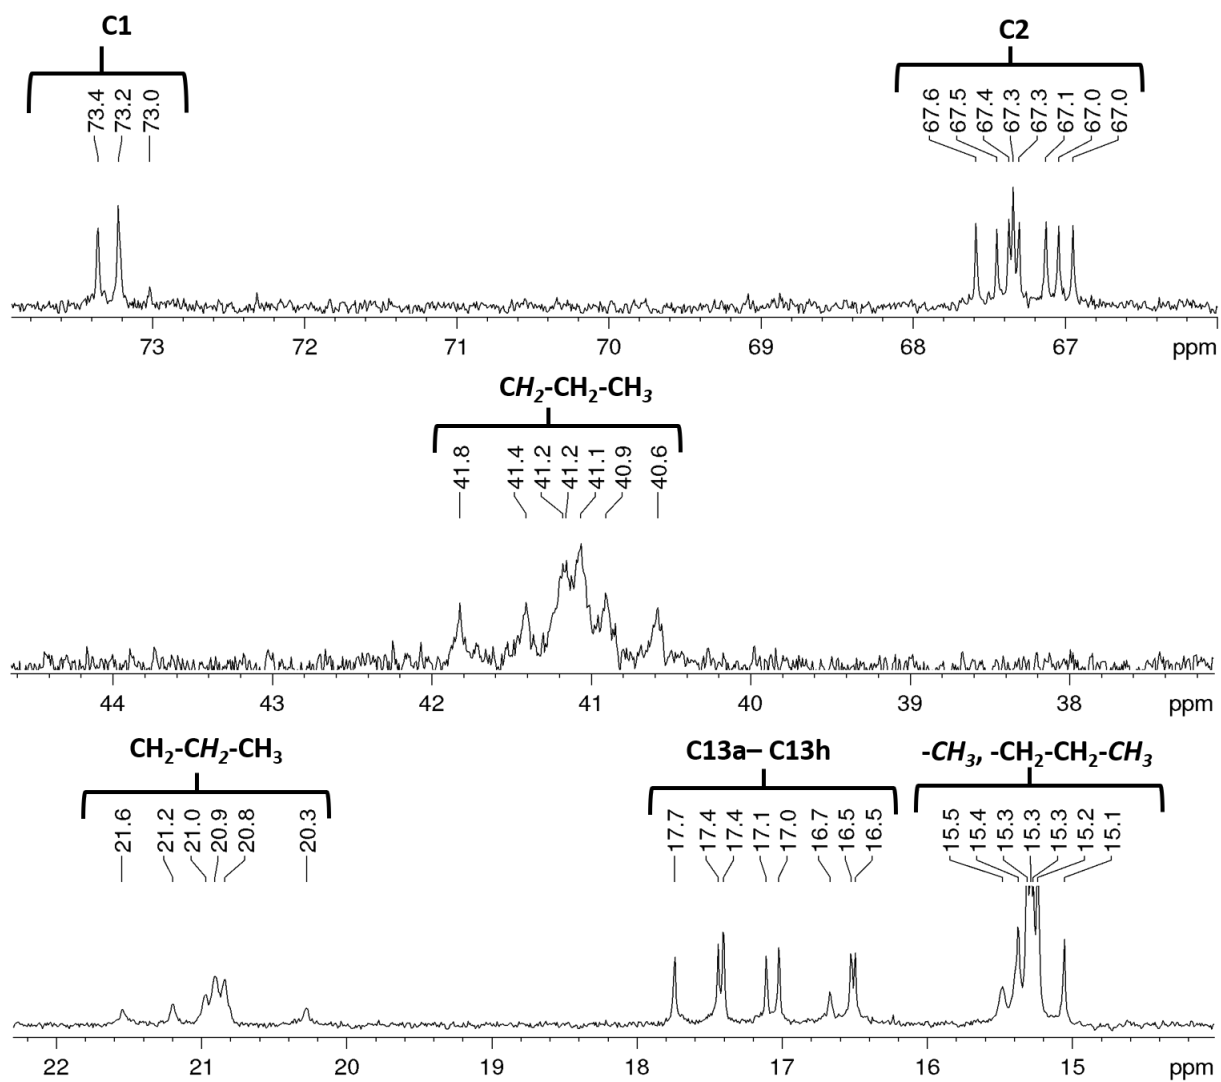 C1 C2
73.4 73.2 73.0 67.6 67.5 67.4 67.3 67.3 67.1 67.0 67.0
73 72 71 70 69 68 67 ppm
CH2-CH2-CH3
41.8 41.4 41.2 41.2 41.1 40.9 40.6
44 43 42 41 40 39 38 ppm
CH2-CH2-CH3 C13a– C13h -CH3, -CH2-CH2-CH3
21.6 21.2 21.0 20.9 20.8 20.3 17.7 17.4 17.4 17.1 17.0 16.7 16.5 16.5 15.5 15.4 15.3 15.3 15.3 15.2 15.1
22 21 20 19 18 17 16 15 ppm